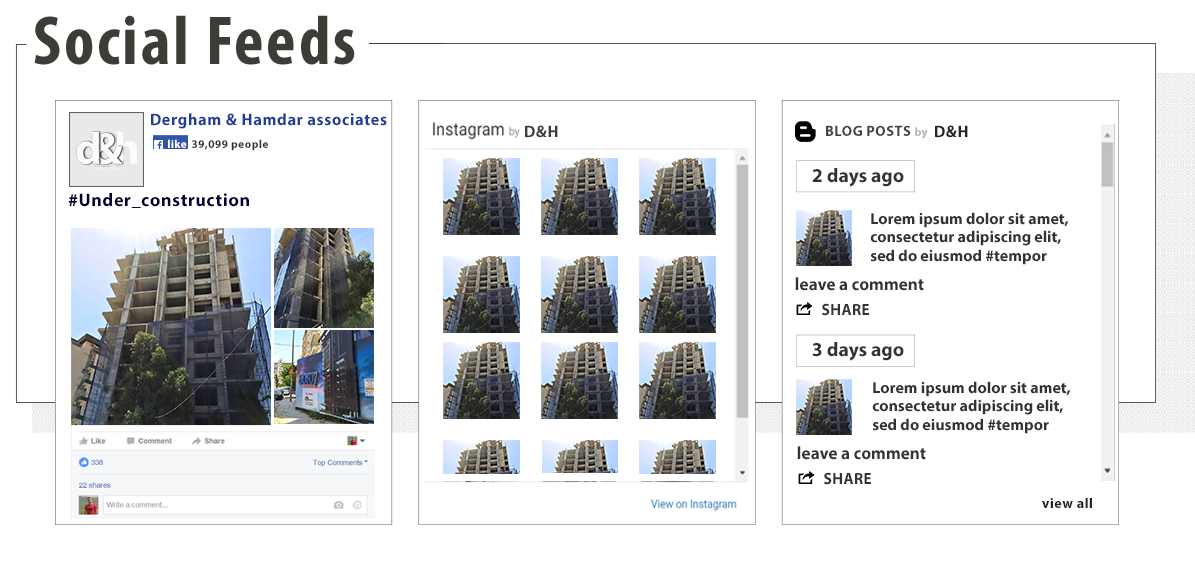 Social Feeds
d&h
Dergham & Hamdar associates
f like 39,099 people
#Under_construction
Like Comment Share
338 Top Comments
22 shares
Write a comment...
Instagram by D&H
View on Instagram
BLOG POSTS by D&H
2 days ago
Lorem ipsum dolor sit amet,
consectetur adipiscing elit,
sed do eiusmod #tempor
leave a comment
SHARE
3 days ago
Lorem ipsum dolor sit amet,
consectetur adipiscing elit,
sed do eiusmod #tempor
leave a comment
SHARE
view all